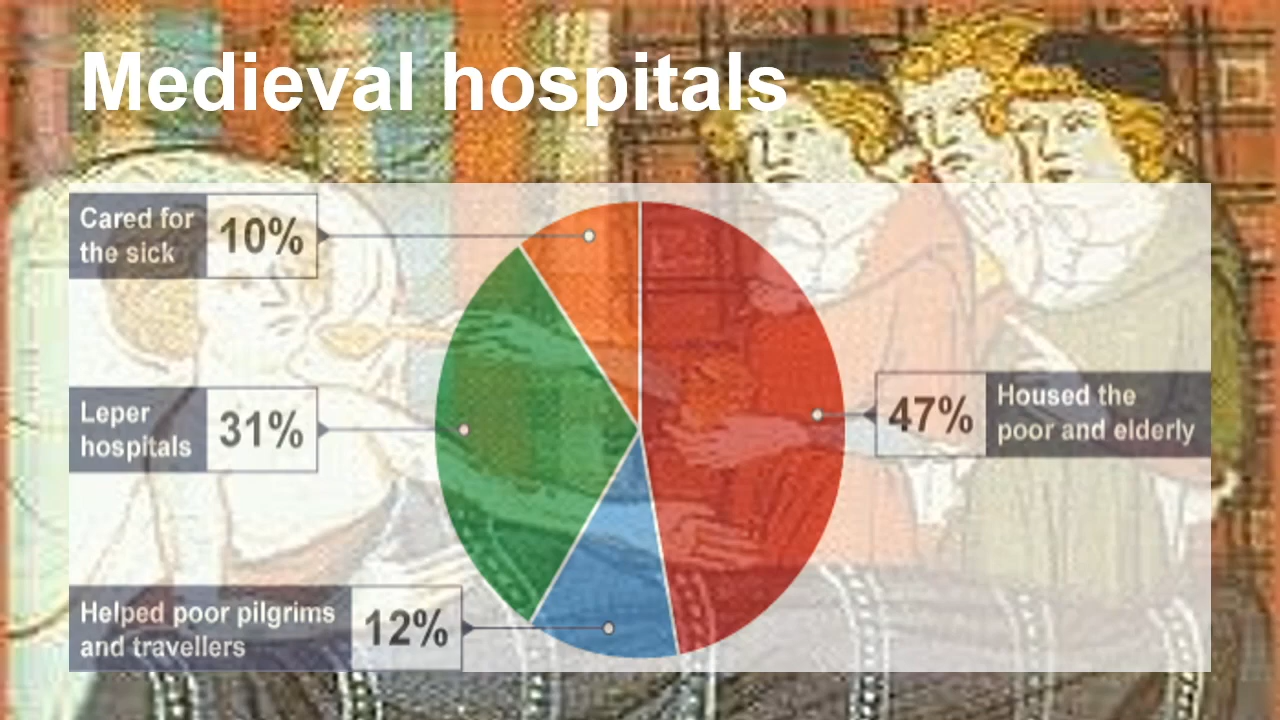 Medieval hospitals
Cared for
the sick
10%
Leper
hospitals
31%
47%
Housed the
poor and elderly
Helped poor pilgrims
and travellers
12%